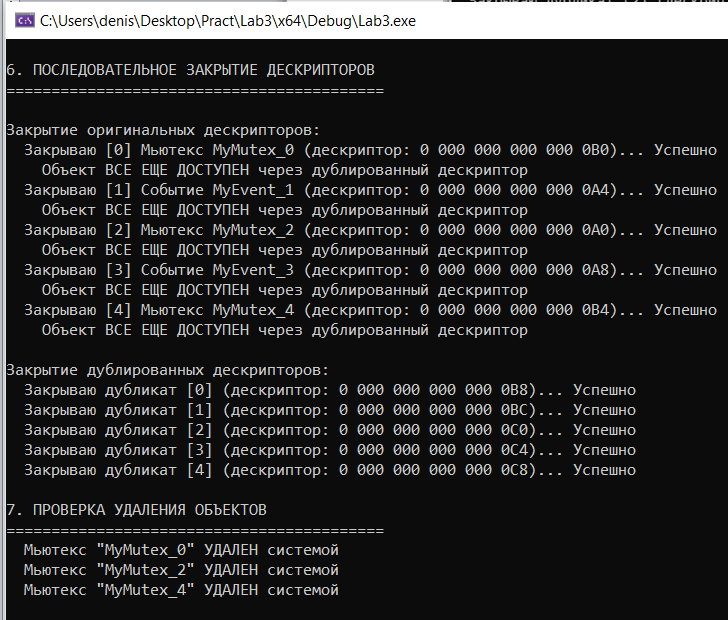 C:\Users\denis\Desktop\Pract\Lab3\x64\Debug\Lab3.exe
6. ПОСЛЕДОВАТЕЛЬНОЕ ЗАКРЫТИЕ ДЕСКРИПТОРОВ
==========================================
Закрытие оригинальных дескрипторов:
Закрываю [0] Мьютекс MyMutex_0 (дескриптор: 0 000 000 000 000 0B0)... Успешно
Объект ВСЕ ЕЩЕ ДОСТУПЕН через дублированный дескриптор
Закрываю [1] Событие MyEvent_1 (дескриптор: 0 000 000 000 000 0A4)... Успешно
Объект ВСЕ ЕЩЕ ДОСТУПЕН через дублированный дескриптор
Закрываю [2] Мьютекс MyMutex_2 (дескриптор: 0 000 000 000 000 0A0)... Успешно
Объект ВСЕ ЕЩЕ ДОСТУПЕН через дублированный дескриптор
Закрываю [3] Событие MyEvent_3 (дескриптор: 0 000 000 000 000 0A8)... Успешно
Объект ВСЕ ЕЩЕ ДОСТУПЕН через дублированный дескриптор
Закрываю [4] Мьютекс MyMutex_4 (дескриптор: 0 000 000 000 000 0B4)... Успешно
Объект ВСЕ ЕЩЕ ДОСТУПЕН через дублированный дескриптор
Закрытие дублированных дескрипторов:
Закрываю дубликат [0] (дескриптор: 0 000 000 000 000 0B8)... Успешно
Закрываю дубликат [1] (дескриптор: 0 000 000 000 000 0BC)... Успешно
Закрываю дубликат [2] (дескриптор: 0 000 000 000 000 0C0)... Успешно
Закрываю дубликат [3] (дескриптор: 0 000 000 000 000 0C4)... Успешно
Закрываю дубликат [4] (дескриптор: 0 000 000 000 000 0C8)... Успешно
7. ПРОВЕРКА УДАЛЕНИЯ ОБЪЕКТОВ
==========================================
Мьютекс "MyMutex_0" УДАЛЕН системой
Мьютекс "MyMutex_2" УДАЛЕН системой
Мьютекс "MyMutex_4" УДАЛЕН системой